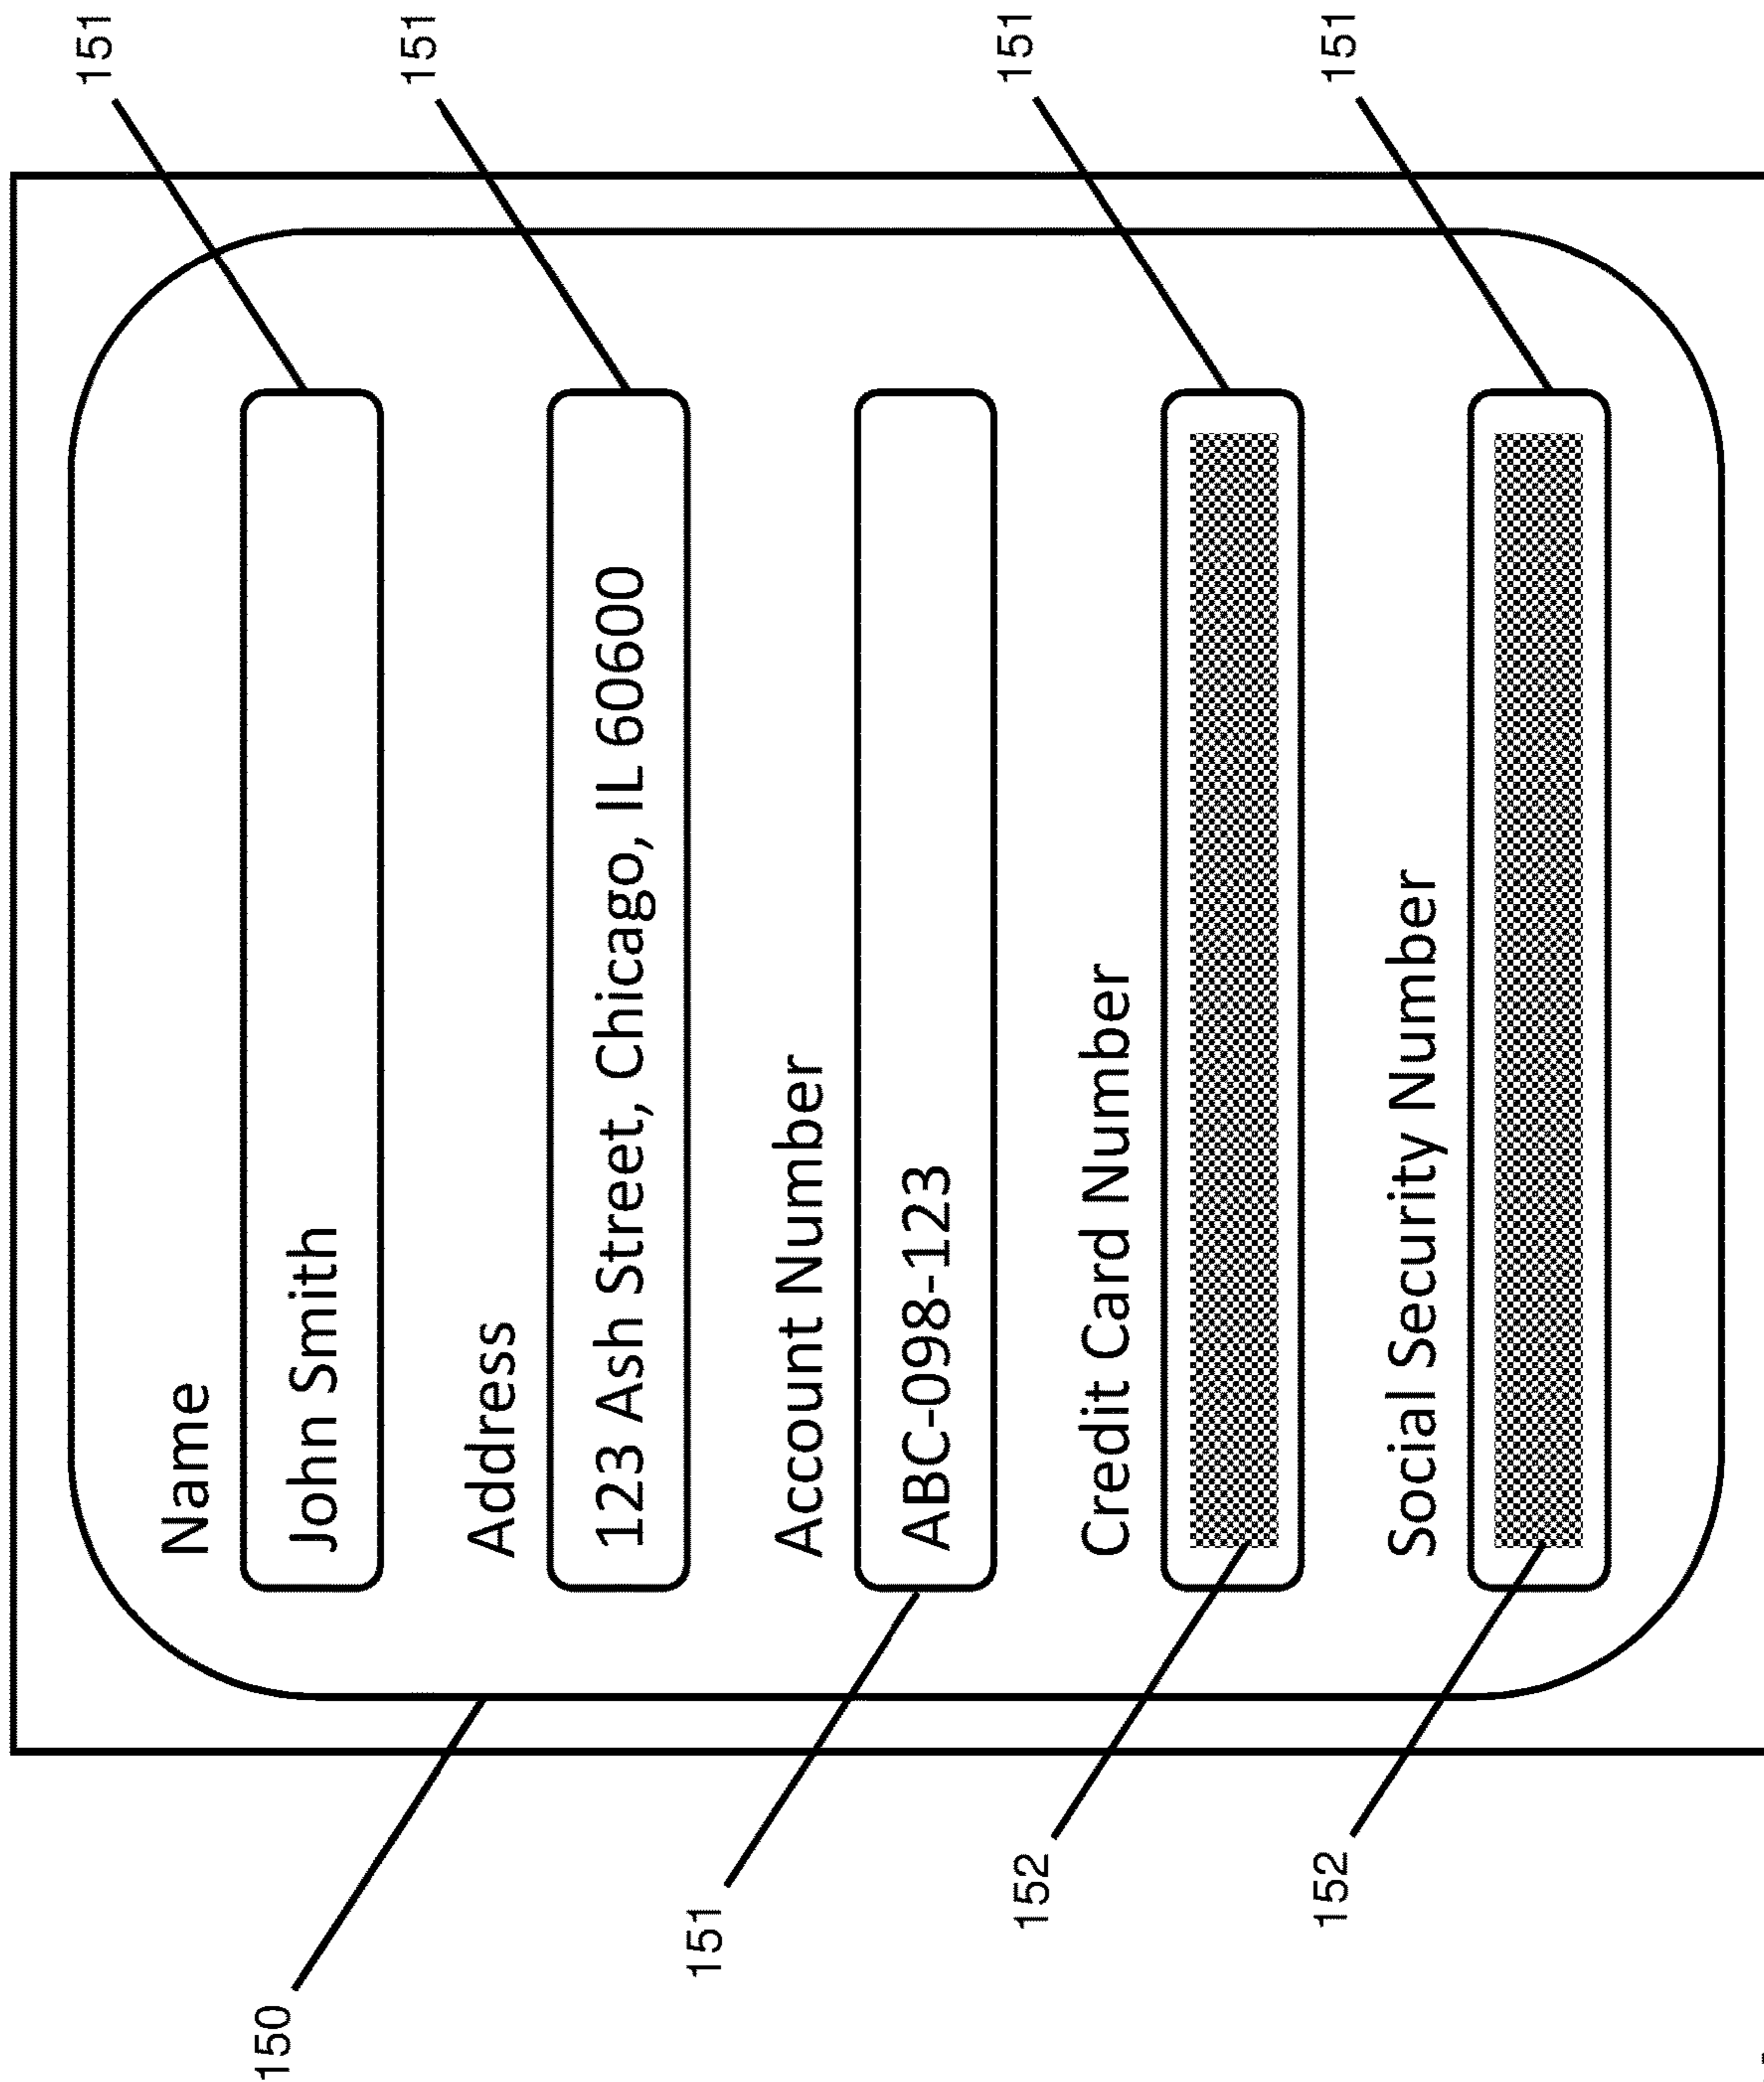 151
151
151
151
Name
John Smith
Address
123 Ash Street, Chicago, IL 60600
Account Number
ABC-098-123
Credit Card Number
Social Security Number
150
151
152
152